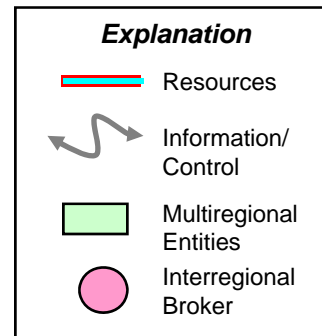 Explanation
Resources
Information/
Control
Multiregional
Entities
Interregional
Broker